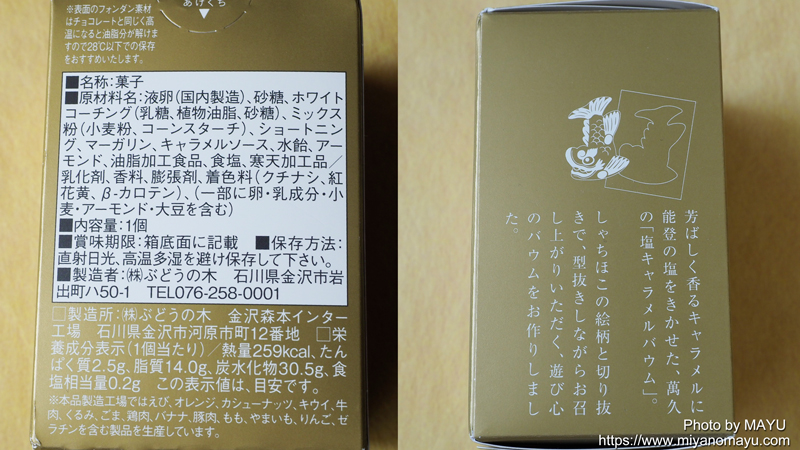 あけくち
※表面のフォンダン素材
はチョコレートと同じく高
温になると油脂分が解けま
すので28℃以下での保存
をおすすめいたします。
■名称:菓子
■原材料名:液卵(国内製造)、砂糖、ホワイト
コーチング(乳糖、植物油脂、砂糖)、ミックス
粉(小麦粉、コーンスターチ)、ショートニン
グ、マーガリン、キャラメルソース、水飴、アー
モンド、油脂加工食品、食塩、寒天加工品／
乳化剤、香料、膨張剤、着色料(クチナシ、紅
花黄、β-カロテン)、(一部に卵・乳成分・小
麦・アーモンド・大豆を含む)
■内容量:1個
■賞味期限:箱底面に記載 ■保存方法:
直射日光、高温多湿を避け保存して下さい。
■製造者:㈱ぶどうの木 石川県金沢市岩
出町ハ50-1 TEL076-258-0001
□製造所:㈱ぶどうの木 金沢森本インター
工場 石川県金沢市河原市町12番地 □栄
養成分表示(1個当たり)／熱量259kcal、たん
ぱく質2.5g、脂質14.0g、炭水化物30.5g、食
塩相当量0.2g この表示値は、目安です。
※本品製造工場ではえび、オレンジ、カシューナッツ、キウイ、牛
肉、くるみ、ごま、鶏肉、バナナ、豚肉、もも、やまいも、りんご、ゼ
ラチンを含む製品を生産しています。
芳ばしく香るキャラメルに
能登の塩をきかせた、萬久
の「塩キャラメルバウム」。
しゃちほこの絵柄と切り抜
きで、型抜きしながらお召
し上がりいただく、遊び心
のバウムをお作りしまし
た。
Photo by MAYU
https://www.miyanomayu.com/